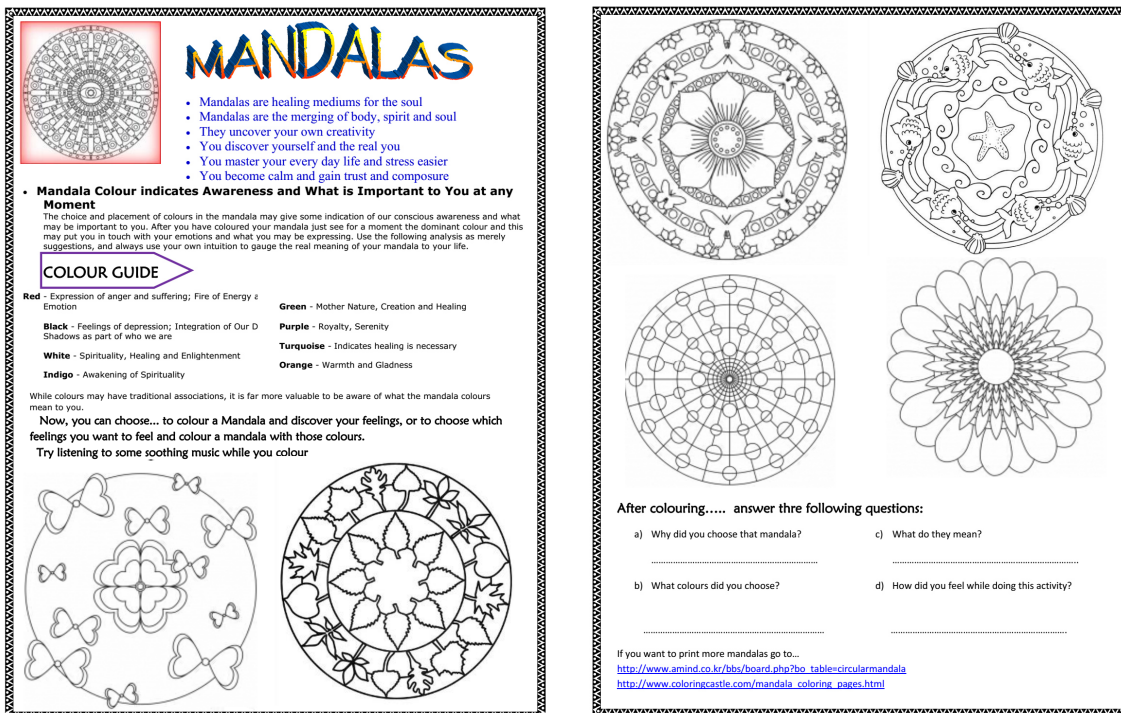 MANDALAS
• Mandalas are healing mediums for the soul
• Mandalas are the merging of body, spirit and soul
• They uncover your own creativity
• You discover yourself and the real you
• You master your every day life and stress easier
• You become calm and gain trust and composure
• Mandala Colour indicates Awareness and What is Important to You at any
Moment
The choice and placement of colours in the mandala may give some indication of our conscious awareness and what
may be important to you. After you have coloured your mandala just see for a moment the dominant colour and this
may put you in touch with your emotions and what you may be expressing. Use the following analysis as merely
suggestions, and always use your own intuition to gauge the real meaning of your mandala to your life.
COLOUR GUIDE
Red - Expression of anger and suffering; Fire of Energy
Emotion
Black - Feelings of depression; Integration of Our D
Shadows as part of who we are
White - Spirituality, Healing and Enlightenment
Indigo - Awakening of Spirituality
Green - Mother Nature, Creation and Healing
Purple - Royalty, Serenity
Turquoise - Indicates healing is necessary
Orange - Warmth and Gladness
While colours may have traditional associations, it is far more valuable to be aware of what the mandala colours
mean to you.
Now, you can choose... to colour a Mandala and discover your feelings, or to choose which
feelings you want to feel and colour a mandala with those colours.
Try listening to some soothing music while you colour
After colouring..... answer thre following questions:
a) Why did you choose that mandala?
b) What colours did you choose?
c) What do they mean?
d) How did you feel while doing this activity?
If you want to print more mandalas go to...
http://www.amind.co.kr/bbs/board.php?bo_table=circularmandala
http://www.coloringcastle.com/mandala_coloring_pages.html